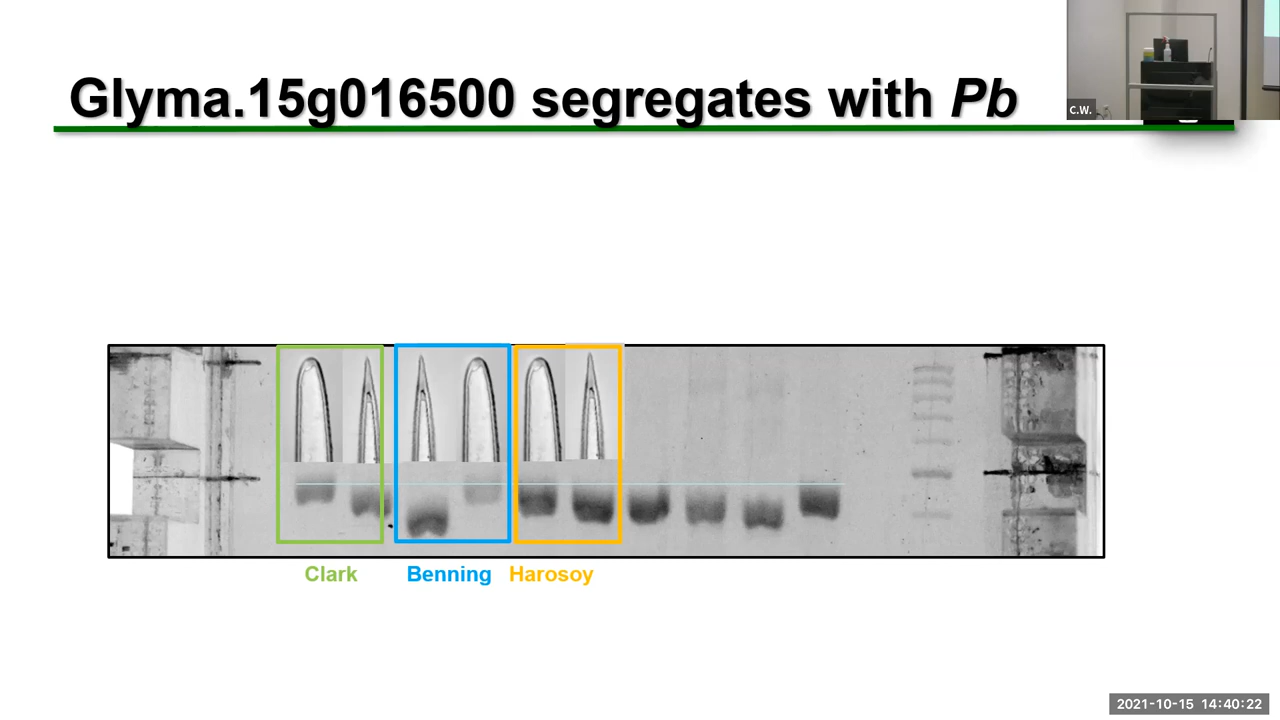 Glyma.15g016500 segregates with Pb
C.W.
Clark Benning Harosoy
2021-10-15 14:40:22